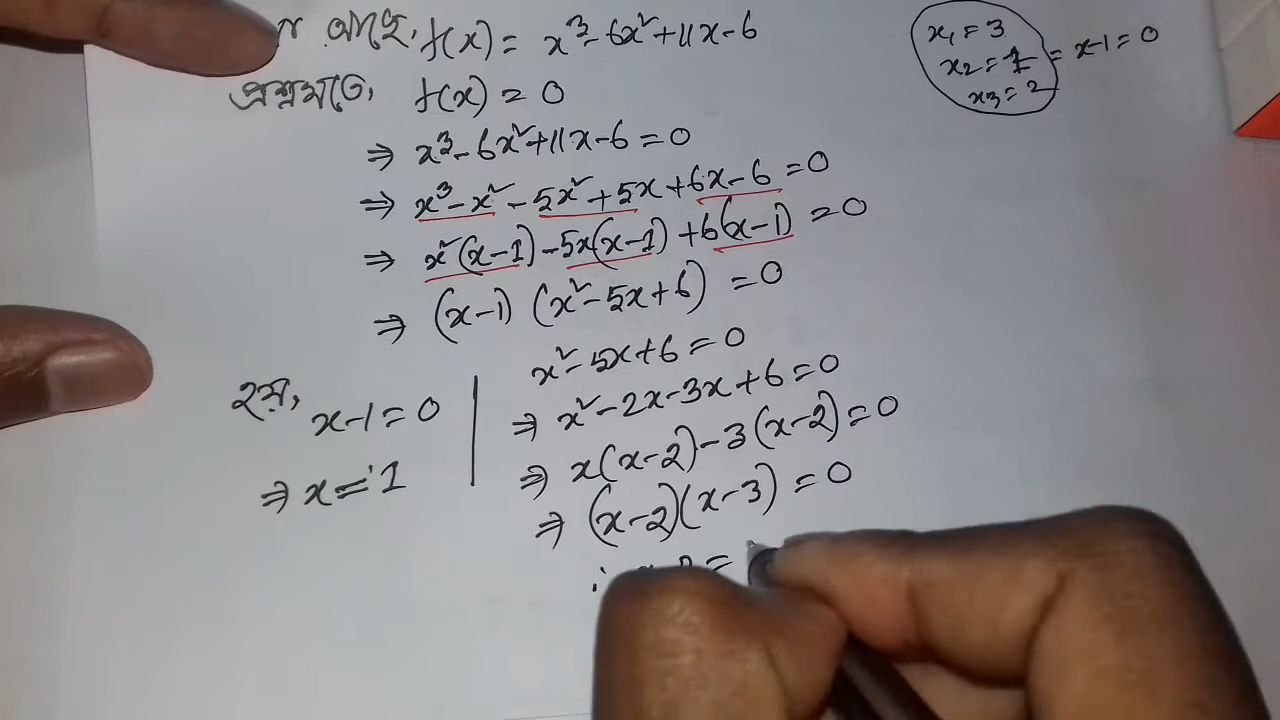 আছে, f(x) = x³-6x²+11x-6
প্রশ্নমতে, f(x) = 0
⇒ x³-6x²+11x-6=0
⇒ x³-x²-5x²+5x+6x-6=0
⇒ x²(x-1)-5x(x-1)+6(x-1)=0
⇒ (x-1) (x²-5x+6) = 0
হয়, x-1=0
⇒ x=1
x²-5x+6=0
⇒ x²-2x-3x+6=0
⇒ x(x-2)-3(x-2)=0
⇒ (x-2)(x-3)=0
x₁=3
x₂=1 = x-1=0
x₃=2